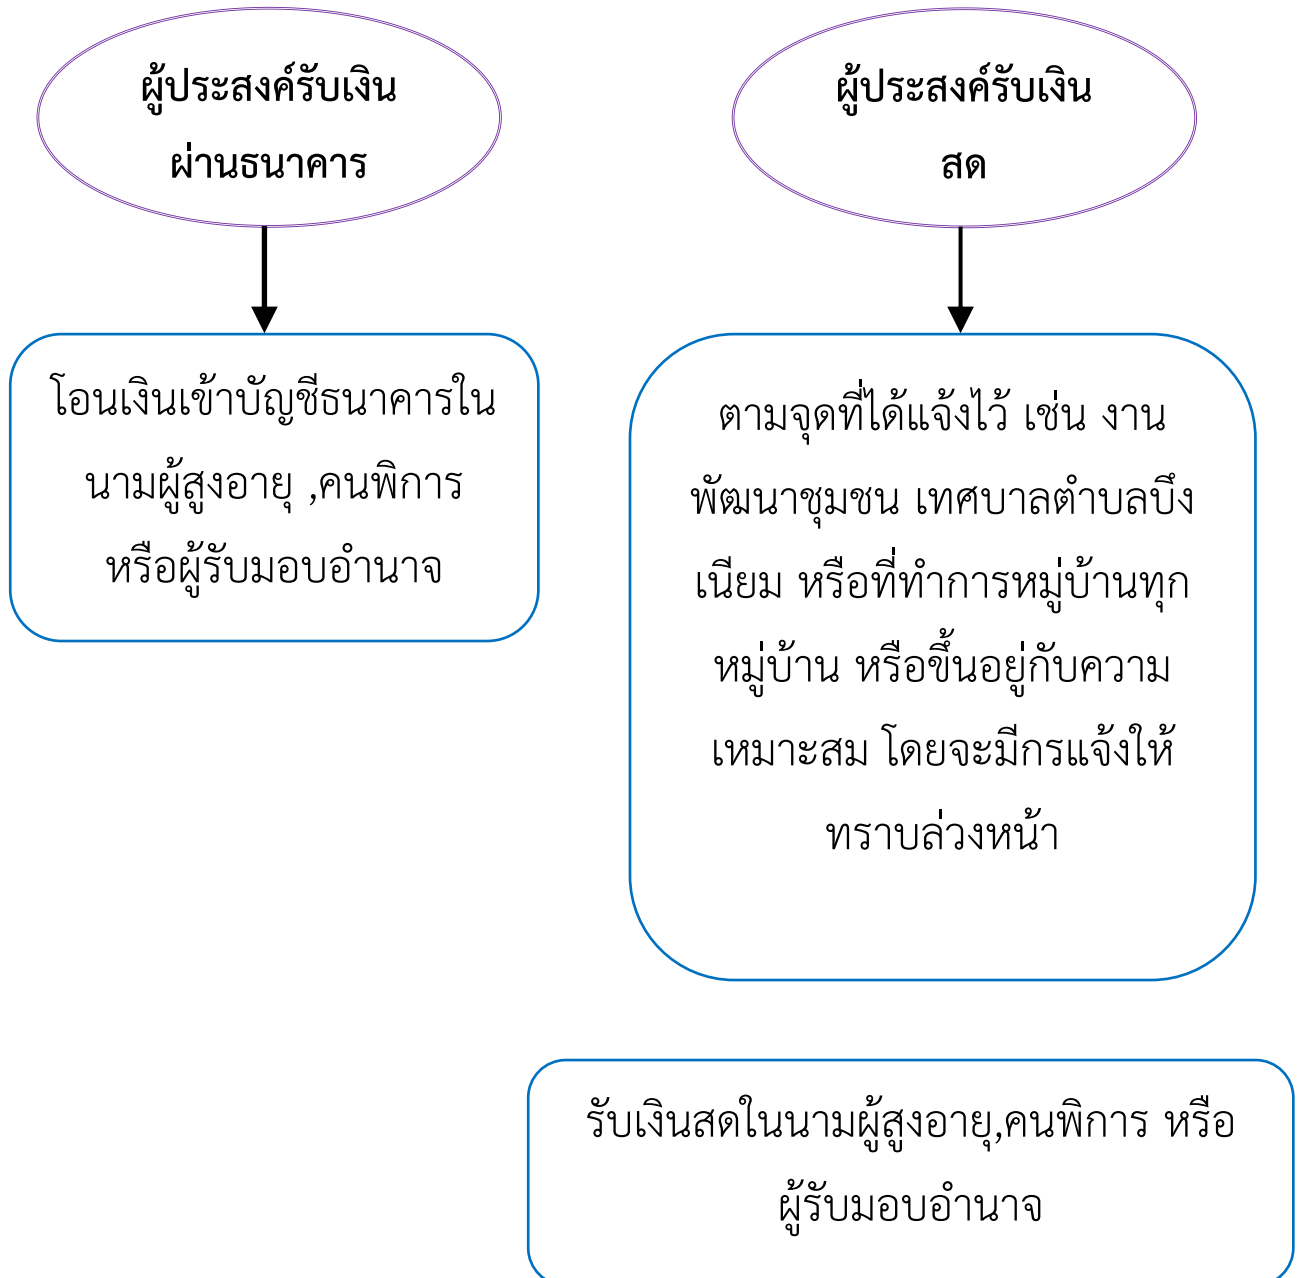 ผู้ประสงค์รับเงิน
ผ่านธนาคาร
ผู้ประสงค์รับเงิน
สด
โอนเงินเข้าบัญชีธนาคารใน
นามผู้สูงอายุ ,คนพิการ
หรือผู้รับมอบอำนาจ
ตามจุดที่ได้แจ้งไว้ เช่น งาน
พัฒนาชุมชน เทศบาลตำบลบึง
เนียม หรือที่ทำการหมู่บ้านทุก
หมู่บ้าน หรือขึ้นอยู่กับความ
เหมาะสม โดยจะมีกรแจ้งให้
ทราบล่วงหน้า
รับเงินสดในนามผู้สูงอายุ,คนพิการ หรือ
ผู้รับมอบอำนาจ